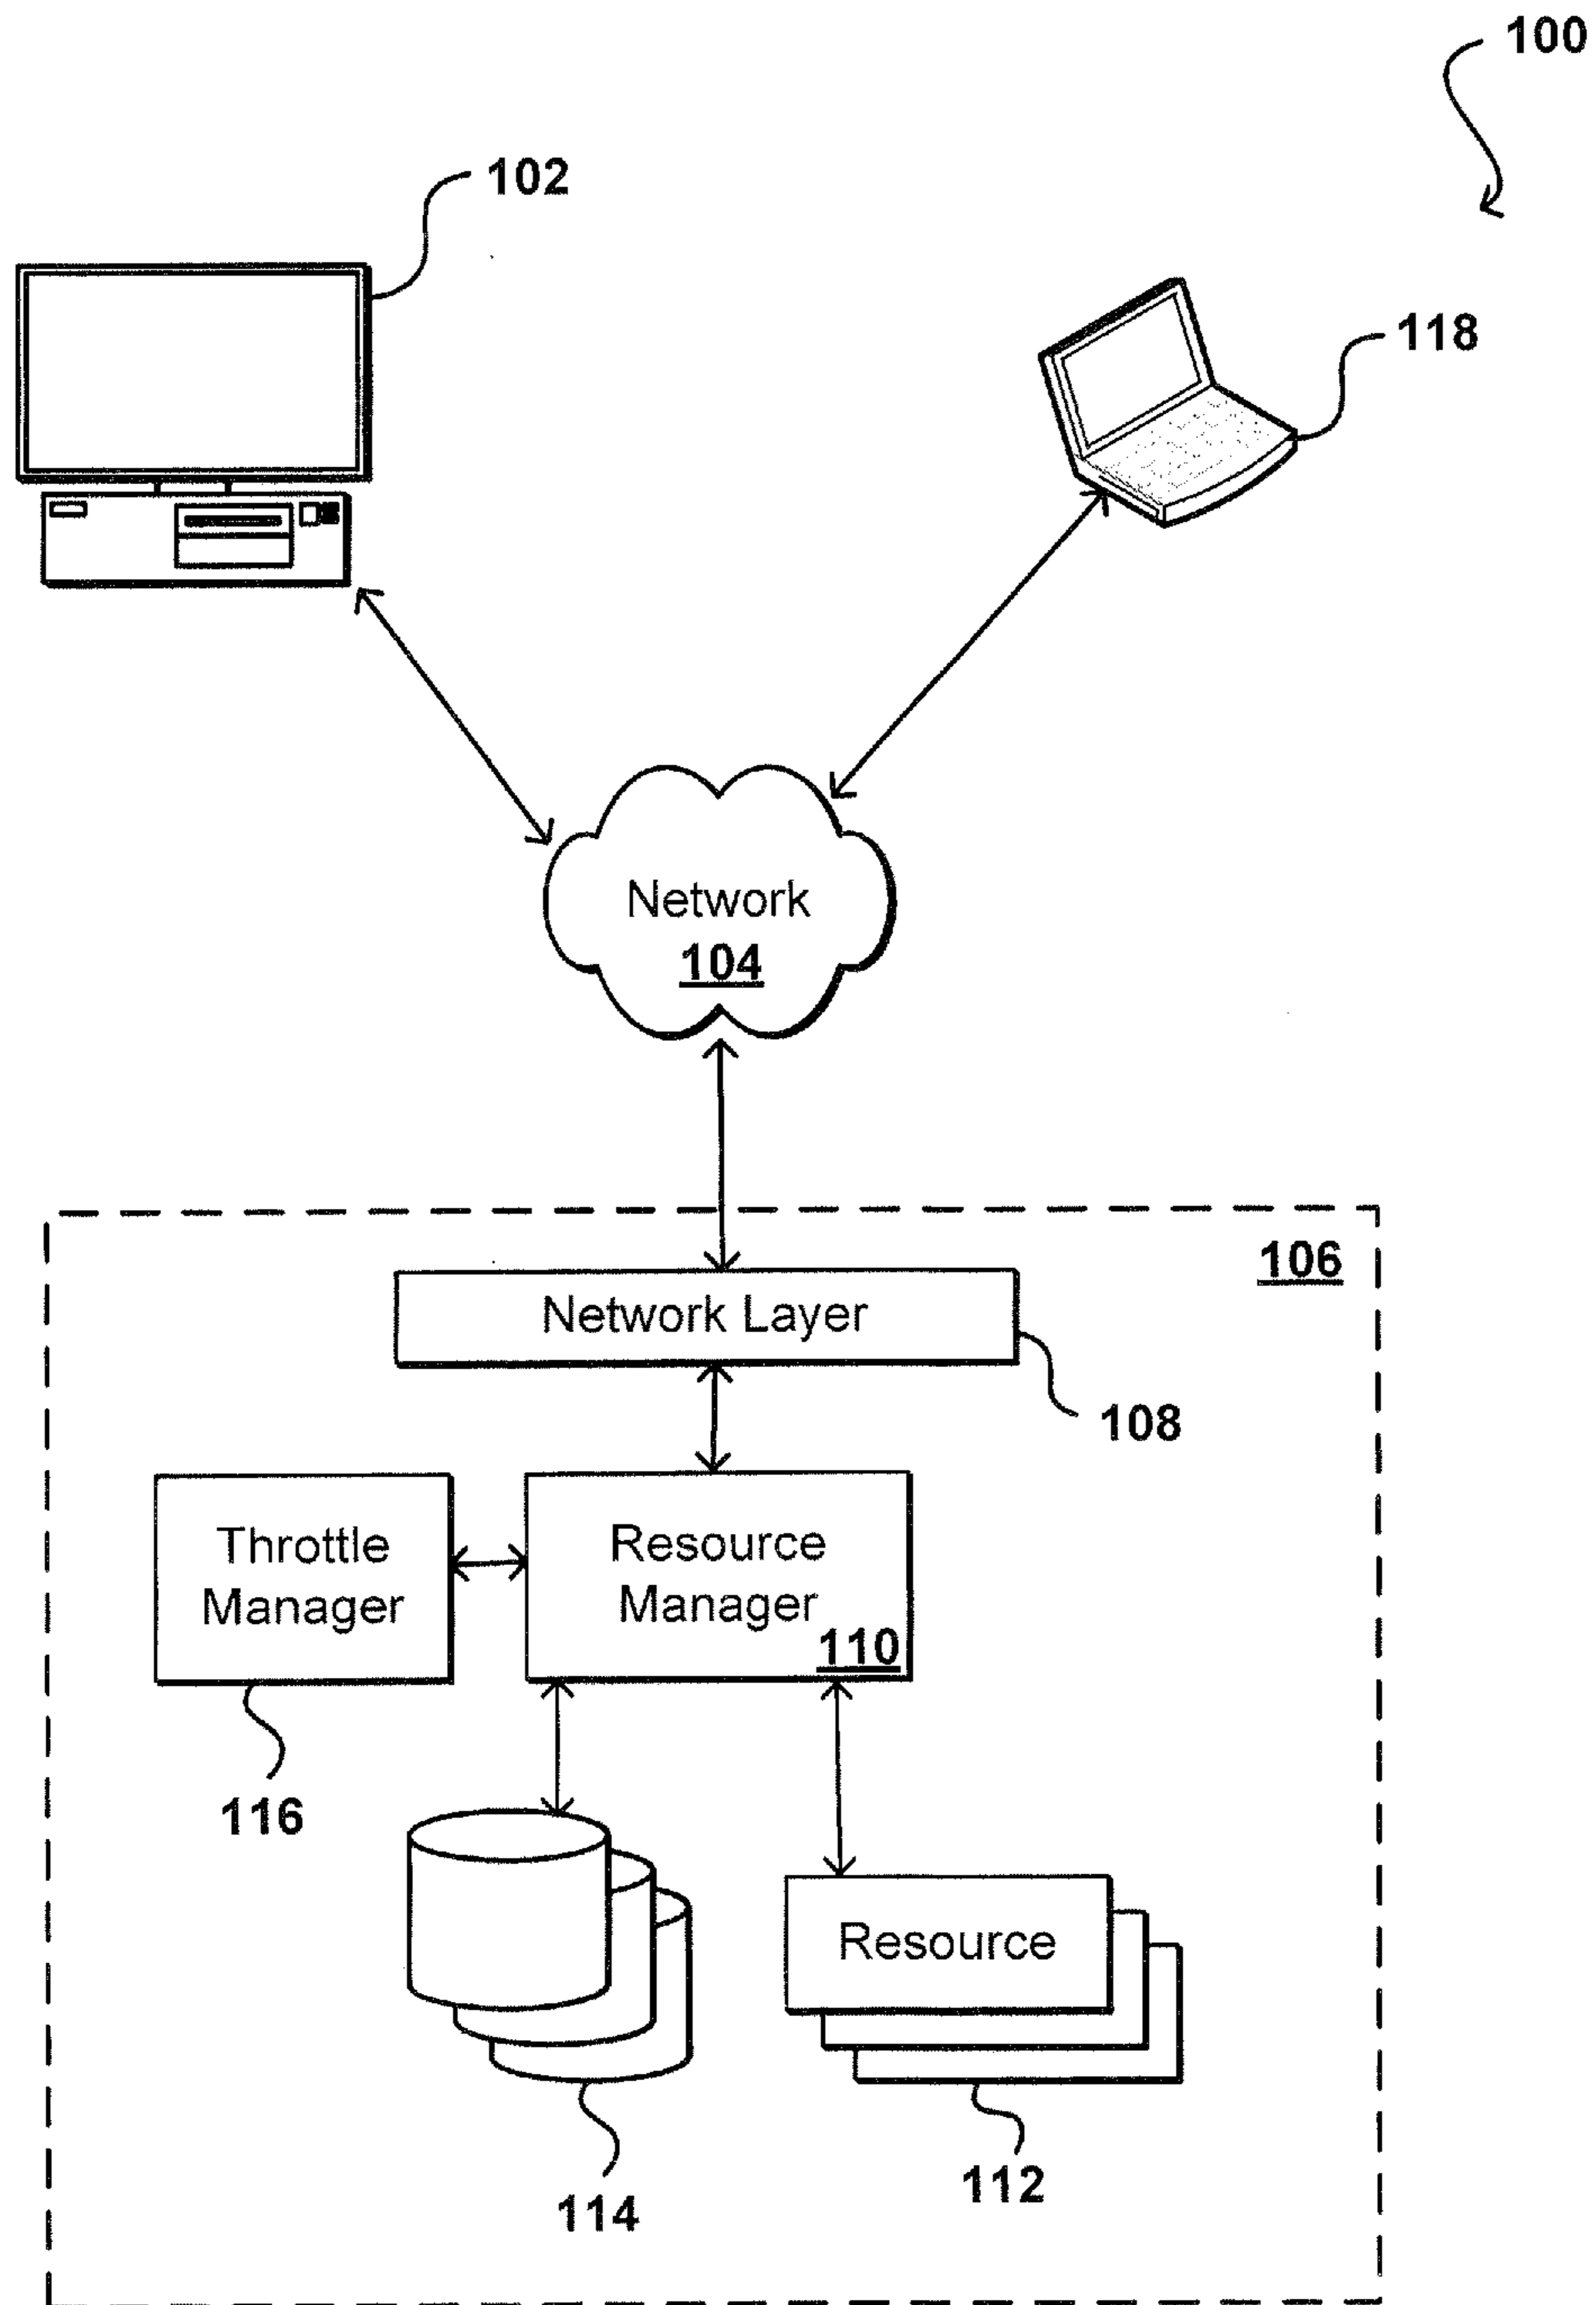 100
102
118
Network
104
106
Network Layer
108
Throttle
Manager
Resource
Manager
110
116
Resource
112
114